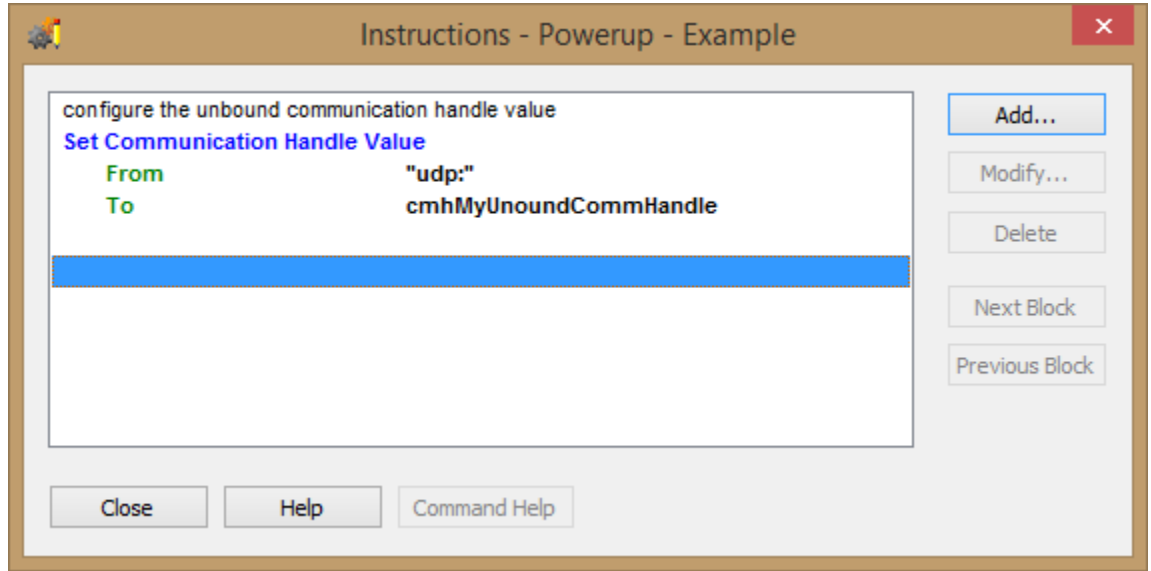 Instructions - Powerup - Example
configure the unbound communication handle value
Set Communication Handle Value
From "udp:"
To cmhMyUnoundCommHandle
Add...
Modify...
Delete
Next Block
Previous Block
Close Help Command Help